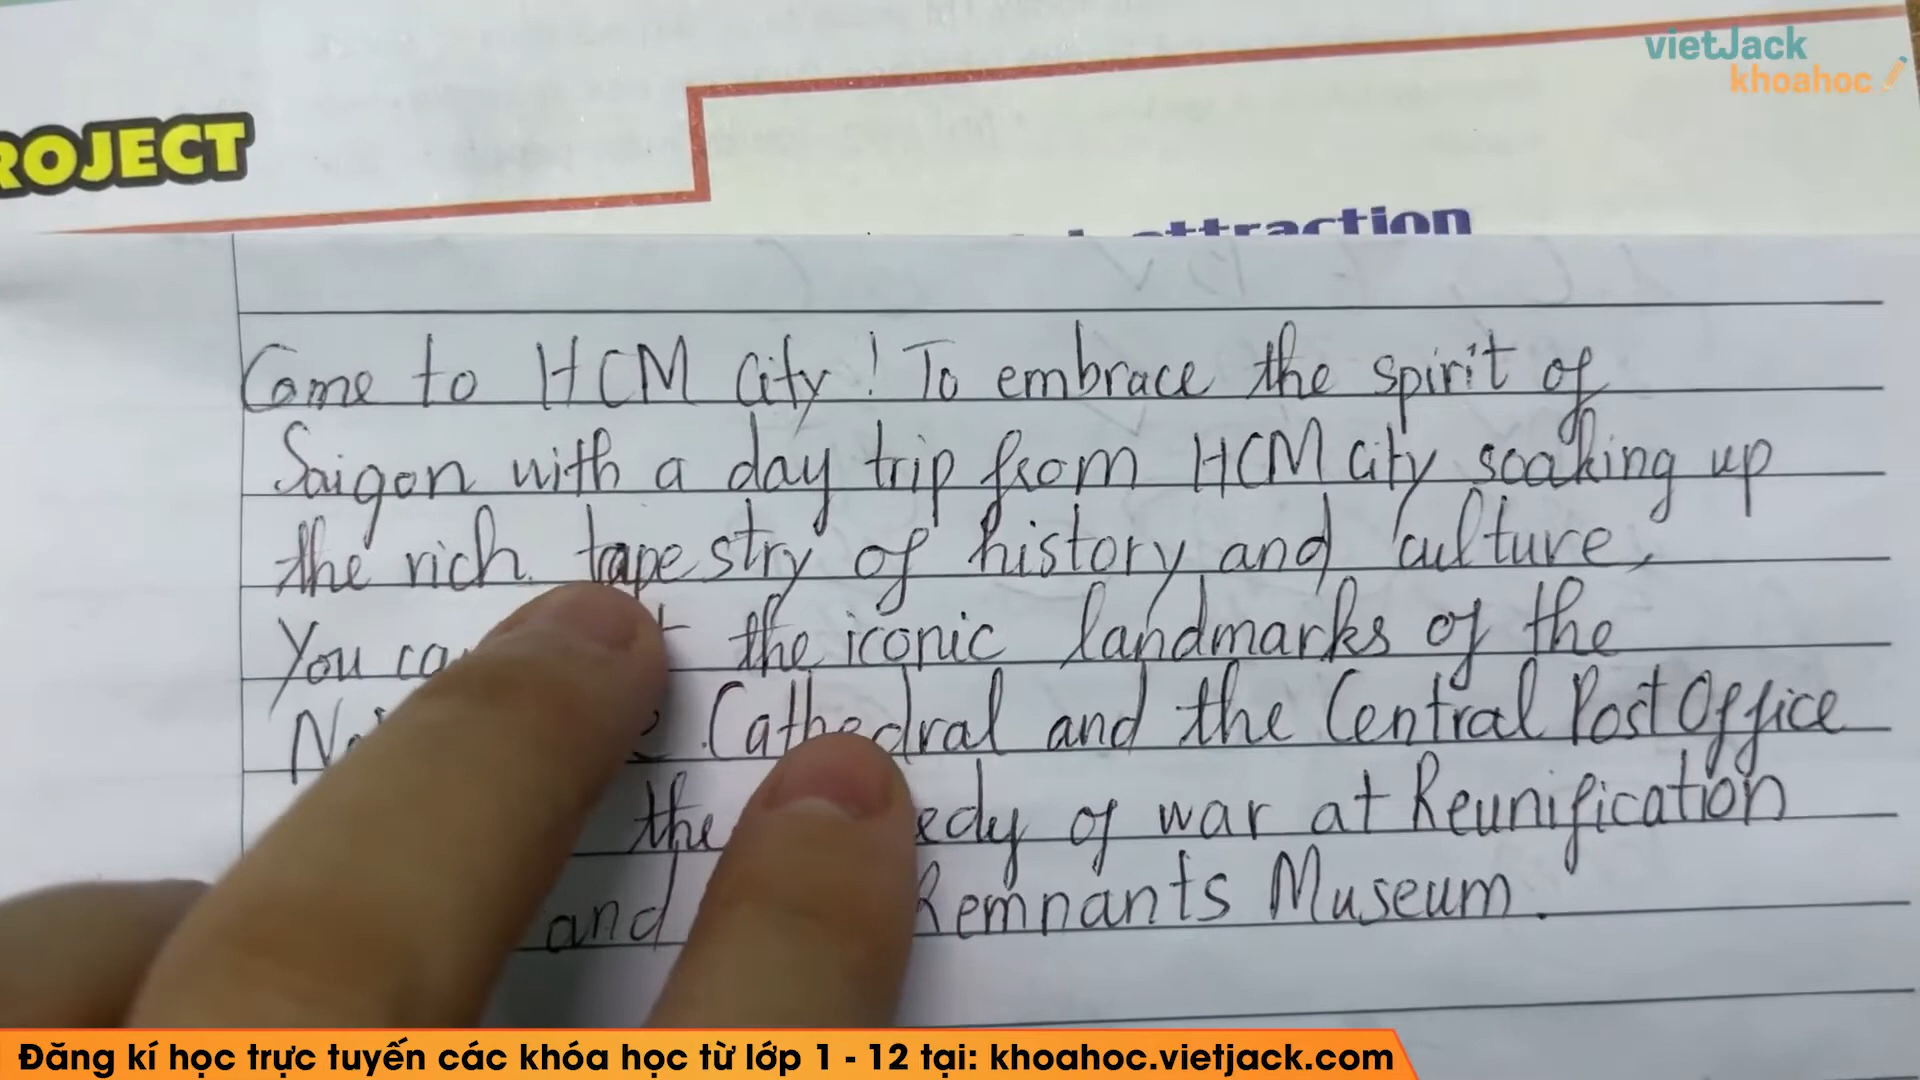 vietJack
khoahoc
ROJECT
attraction
Come to HCM City! To embrace the spirit of
Saigon with a day trip from HCM City soaking up
the rich tapestry of history and culture,
You the iconic landmarks of the
Cathedral and the Central Post Office
the of war at Reunification
and Remnants Museum.
Đăng kí học trực tuyến các khóa học từ lớp 1 - 12 tại: khoahoc.vietjack.com